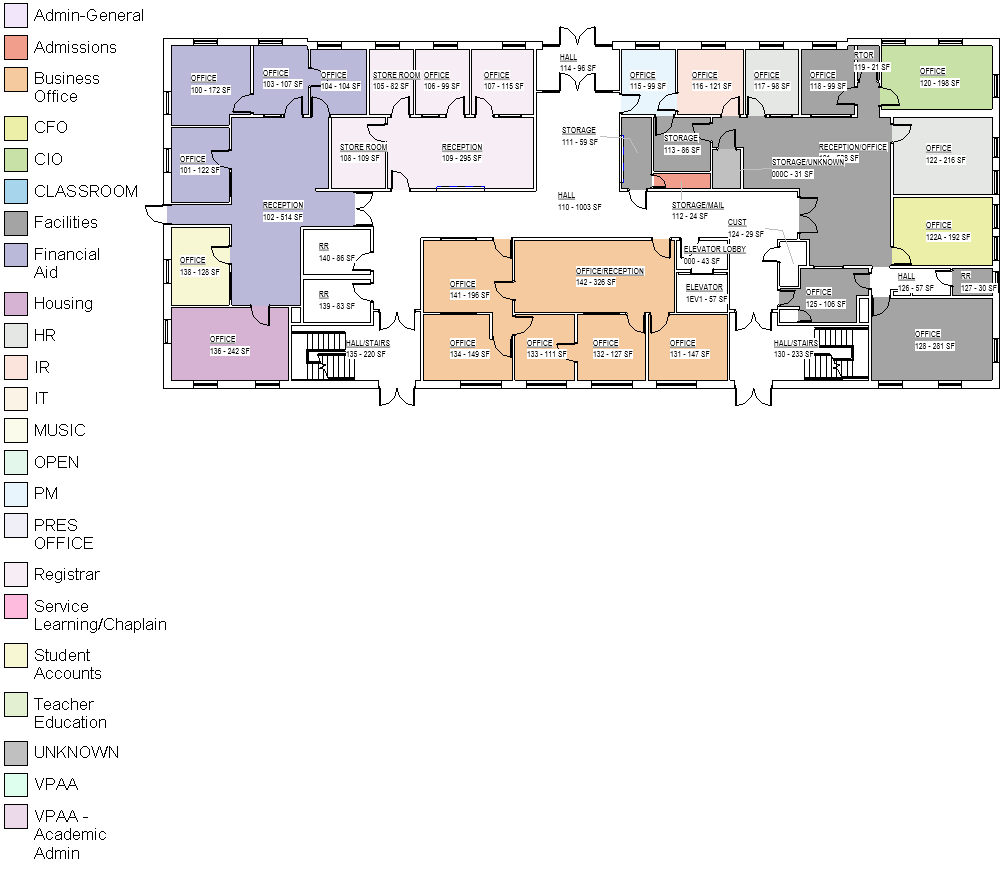 Admin-General
Admissions
Business
Office
CFO
CIO
CLASSROOM
Facilities
Financial
Aid
Housing
HR
IR
IT
MUSIC
OPEN
PM
PRES
OFFICE
Registrar
Service
Learning/Chaplain
Student
Accounts
Teacher
Education
UNKNOWN
VPAA
VPAA -
Academic
Admin
HALL
114 - 96 SF
OFFICE
100 - 172 SF
OFFICE
103 - 107 SF
OFFICE
104 - 104 SF
STORE ROOM
105 - 82 SF
OFFICE
106 - 99 SF
OFFICE
107 - 115 SF
OFFICE
115 - 99 SF
OFFICE
116 - 121 SF
OFFICE
117 - 98 SF
OFFICE
118 - 99 SF
119 - 21 SF
OFFICE
120 - 198 SF
OFFICE
101 - 122 SF
STORE ROOM
108 - 109 SF
RECEPTION
109 - 295 SF
STORAGE
111 - 59 SF
STORAGE
113 - 86 SF
RECEPTION/OFFICE
STORAGE/UNKNOWN
000C - 31 SF
OFFICE
122 - 216 SF
RECEPTION
102 - 514 SF
HALL
110 - 1003 SF
STORAGE/MAIL
112 - 24 SF
CUST
124 - 29 SF
OFFICE
122A - 192 SF
OFFICE
138 - 128 SF
RR
140 - 86 SF
RR
139 - 83 SF
OFFICE
141 - 196 SF
OFFICE/RECEPTION
142 - 326 SF
ELEVATOR LOBBY
000 - 43 SF
ELEVATOR
1EV1 - 57 SF
OFFICE
125 - 106 SF
HALL
126 - 57 SF
RR
127 - 30 SF
OFFICE
136 - 242 SF
HALL/STAIRS
135 - 220 SF
OFFICE
134 - 149 SF
OFFICE
133 - 111 SF
OFFICE
132 - 127 SF
OFFICE
131 - 147 SF
HALL/STAIRS
130 - 233 SF
OFFICE
128 - 281 SF